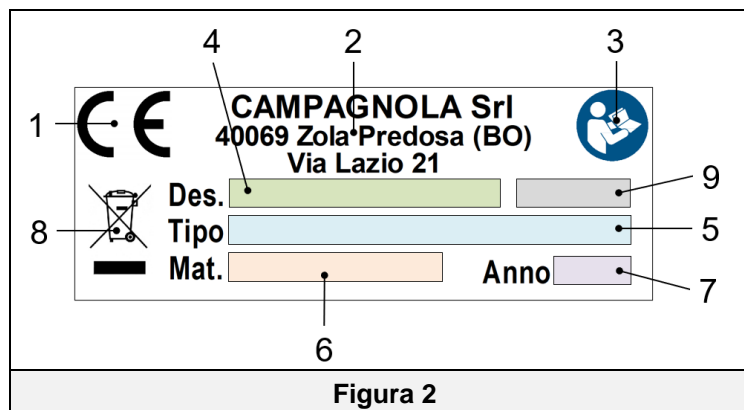 4 2 3
1 CE CAMPAGNOLA Srl
40069 Zola Predosa (BO)
Via Lazio 21
Des. 9
8 Tipo 5
Mat. Anno 7
6
Figura 2